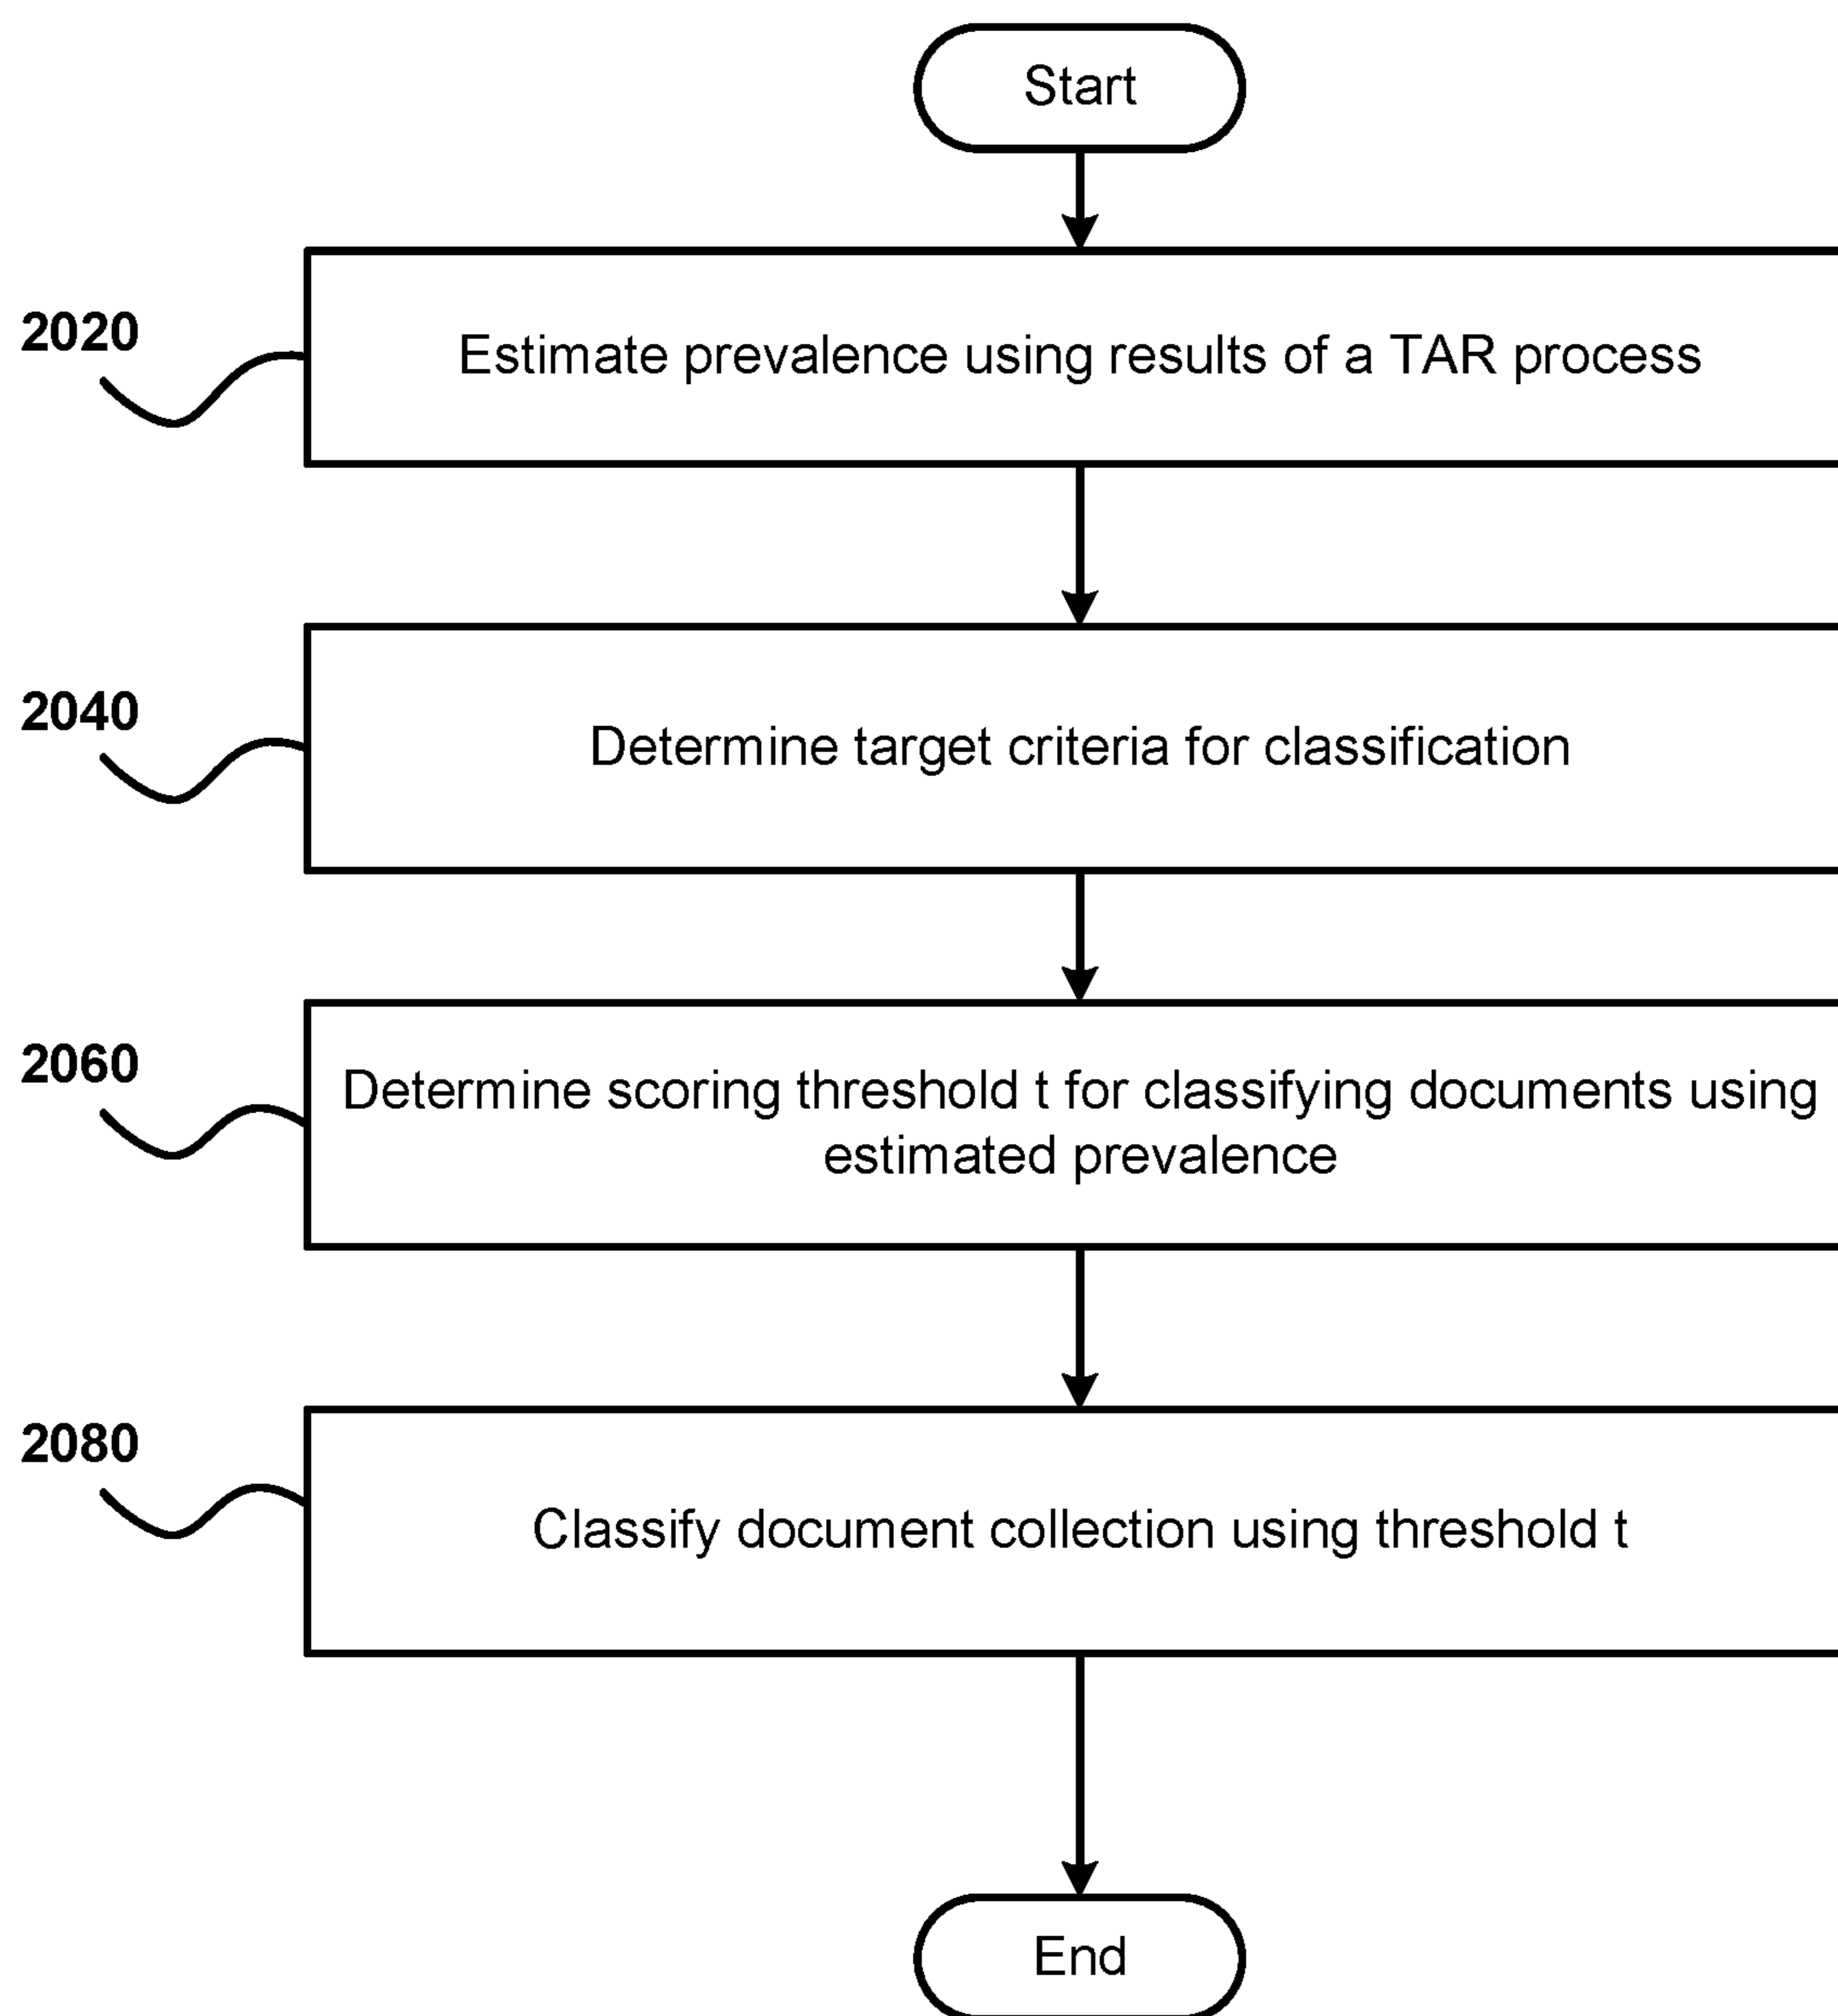 Start
2020
Estimate prevalence using results of a TAR process
2040
Determine target criteria for classification
2060
Determine scoring threshold t for classifying documents using
estimated prevalence
2080
Classify document collection using threshold t
End